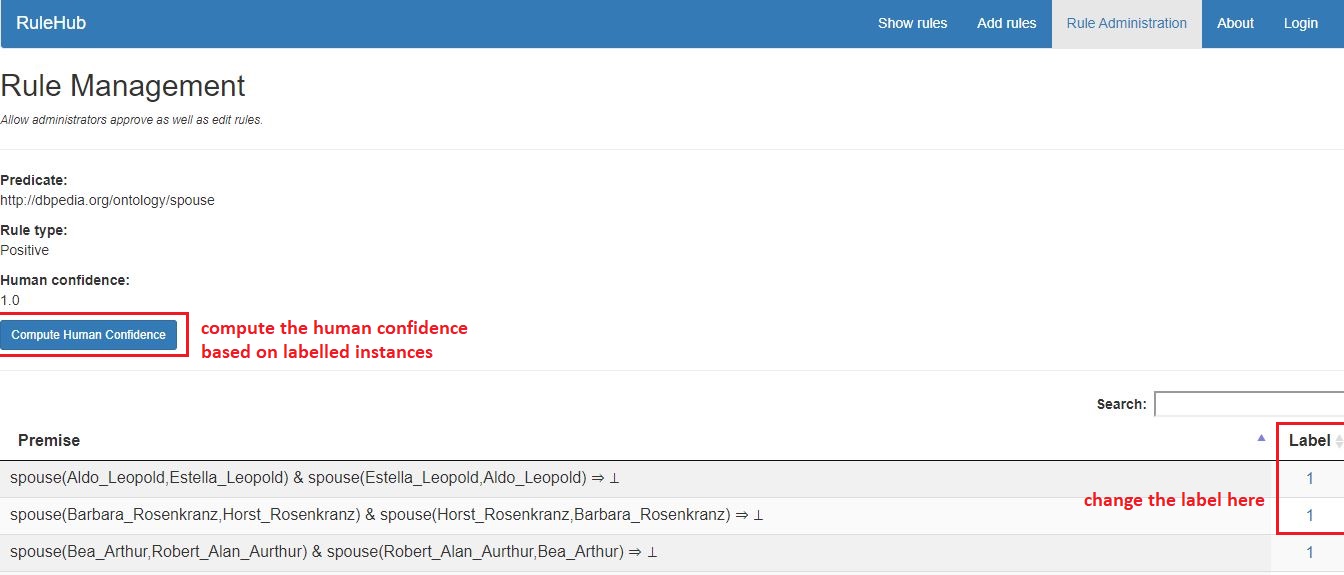 RuleHub Show rules Add rules Rule Administration About Login
Rule Management
Allow administrators approve as well as edit rules.
Predicate:
http://dbpedia.org/ontology/spouse
Rule type:
Positive
Human confidence:
1.0
Compute Human Confidence
compute the human confidence
based on labelled instances
Search:
Premise Label
spouse(Aldo_Leopold,Estella_Leopold) & spouse(Estella_Leopold,Aldo_Leopold) ⇒ ⊥ 1
change the label here
spouse(Barbara_Rosenkranz,Horst_Rosenkranz) & spouse(Horst_Rosenkranz,Barbara_Rosenkranz) ⇒ ⊥ 1
spouse(Bea_Arthur,Robert_Alan_Aurthur) & spouse(Robert_Alan_Aurthur,Bea_Arthur) ⇒ ⊥ 1